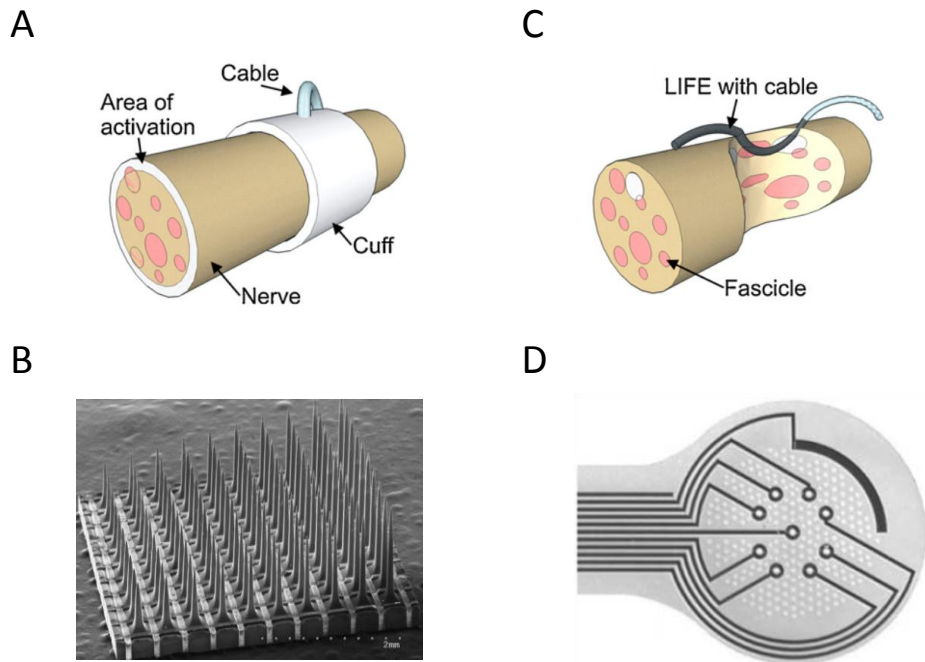 A
Cable
Area of
activation
Cuff
Nerve
C
LIFE with cable
Fascicle
B
2mm
D